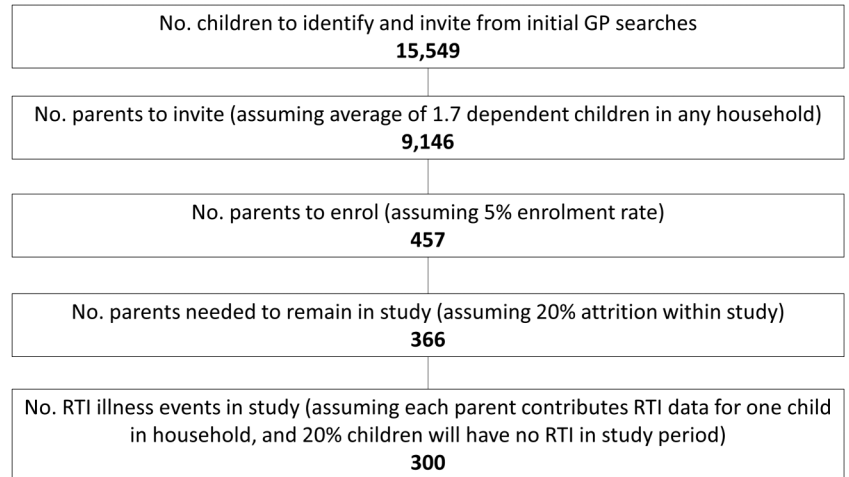 No. children to identify and invite from initial GP searches
15,549
No. parents to invite (assuming average of 1.7 dependent children in any household)
9,146
No. parents to enrol (assuming 5% enrolment rate)
457
No. parents needed to remain in study (assuming 20% attrition within study)
366
No. RTI illness events in study (assuming each parent contributes RTI data for one child
in household, and 20% children will have no RTI in study period)
300